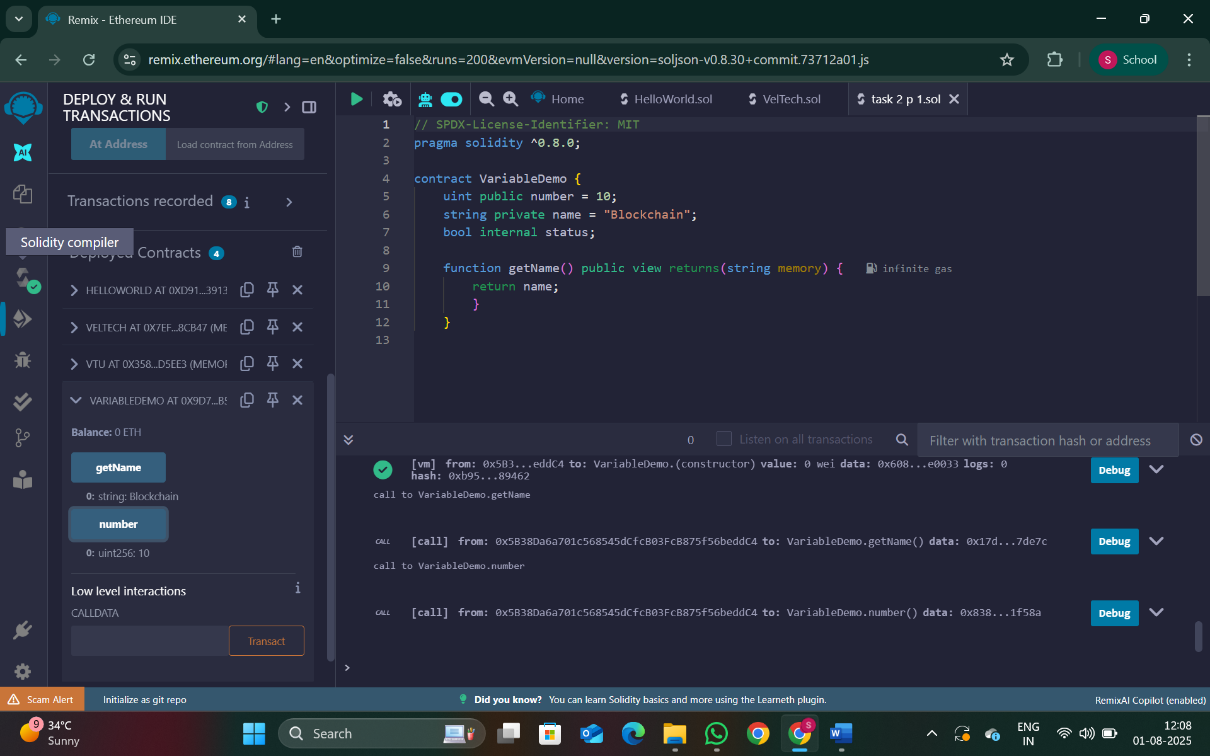 Remix - Ethereum IDE
remix.ethereum.org/#lang=en&optimize=false&runs=200&evmVersion=null&version=soljson-v0.8.30+commit.73712a01.js
S School
DEPLOY & RUN
TRANSACTIONS
At Address Load contract from Address
Transactions recorded 8 i
Solidity compiler
Deployed Contracts 4
HELLOWORLD AT 0XD91...3913
VELTECH AT 0X7EF...8CB47 (ME
VTU AT 0X358...D5EE3 (MEMOR
VARIABLEDEMO AT 0X9D7...B5
Balance: 0 ETH
getName
0: string: Blockchain
number
0: uint256: 10
Low level interactions i
CALLDATA
Transact
AI
Home HelloWorld.sol VelTech.sol task 2 p 1.sol
1 // SPDX-License-Identifier: MIT
2 pragma solidity ^0.8.0;
3
4 contract VariableDemo {
5 uint public number = 10;
6 string private name = "Blockchain";
7 bool internal status;
8
9 function getName() public view returns(string memory) { infinite gas
10 return name;
11 }
12 }
13
0 Listen on all transactions Filter with transaction hash or address
[vm] from: 0x5B3...eddC4 to: VariableDemo.(constructor) value: 0 wei data: 0x608...e0033 logs: 0
hash: 0xb95...89462
Debug
call to VariableDemo.getName
CALL [call] from: 0x5B38Da6a701c568545dCfcB03FcB875f56beddC4 to: VariableDemo.getName() data: 0x17d...7de7c Debug
call to VariableDemo.number
CALL [call] from: 0x5B38Da6a701c568545dCfcB03FcB875f56beddC4 to: VariableDemo.number() data: 0x838...1f58a Debug
>
Scam Alert Initialize as git repo Did you know? You can learn Solidity basics and more using the Learneth plugin. RemixAI Copilot (enabled)
9 34°C
Sunny
Search
S
ENG
IN
12:08
01-08-2025